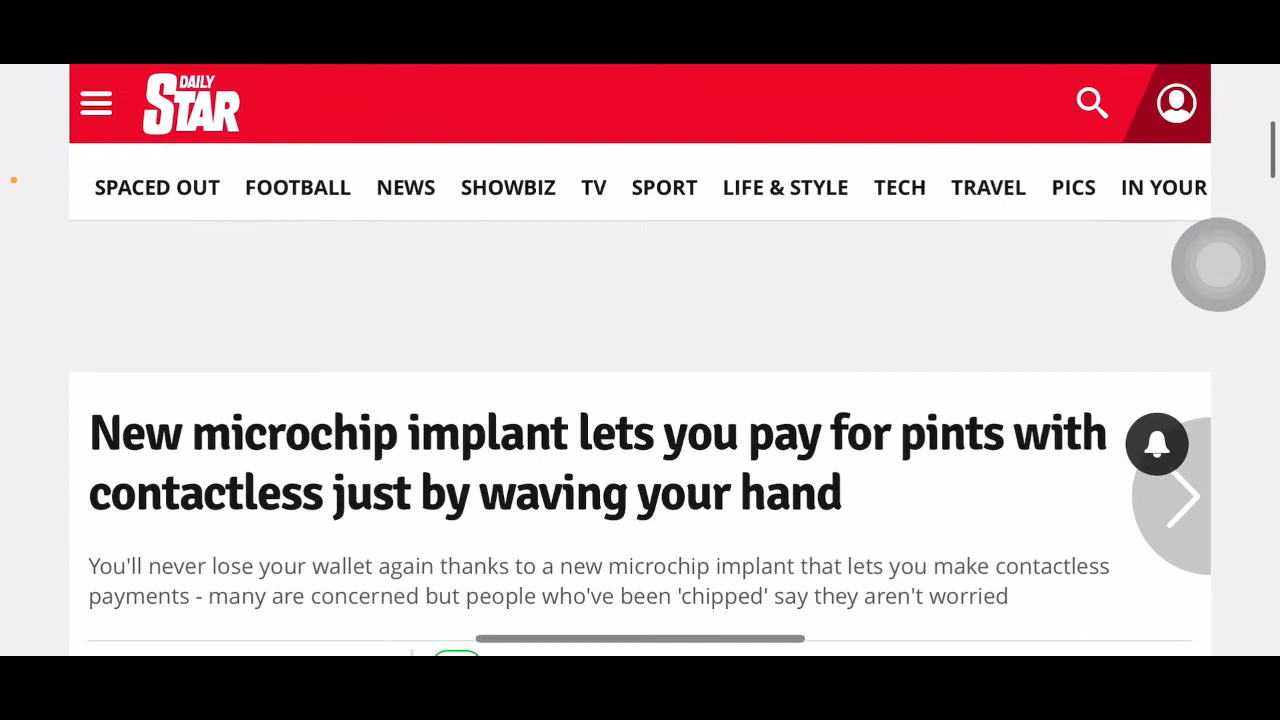 DAILY
STAR
SPACED OUT FOOTBALL NEWS SHOWBIZ TV SPORT LIFE & STYLE TECH TRAVEL PICS IN YOUR
New microchip implant lets you pay for pints with
contactless just by waving your hand
You'll never lose your wallet again thanks to a new microchip implant that lets you make contactless
payments - many are concerned but people who've been 'chipped' say they aren't worried